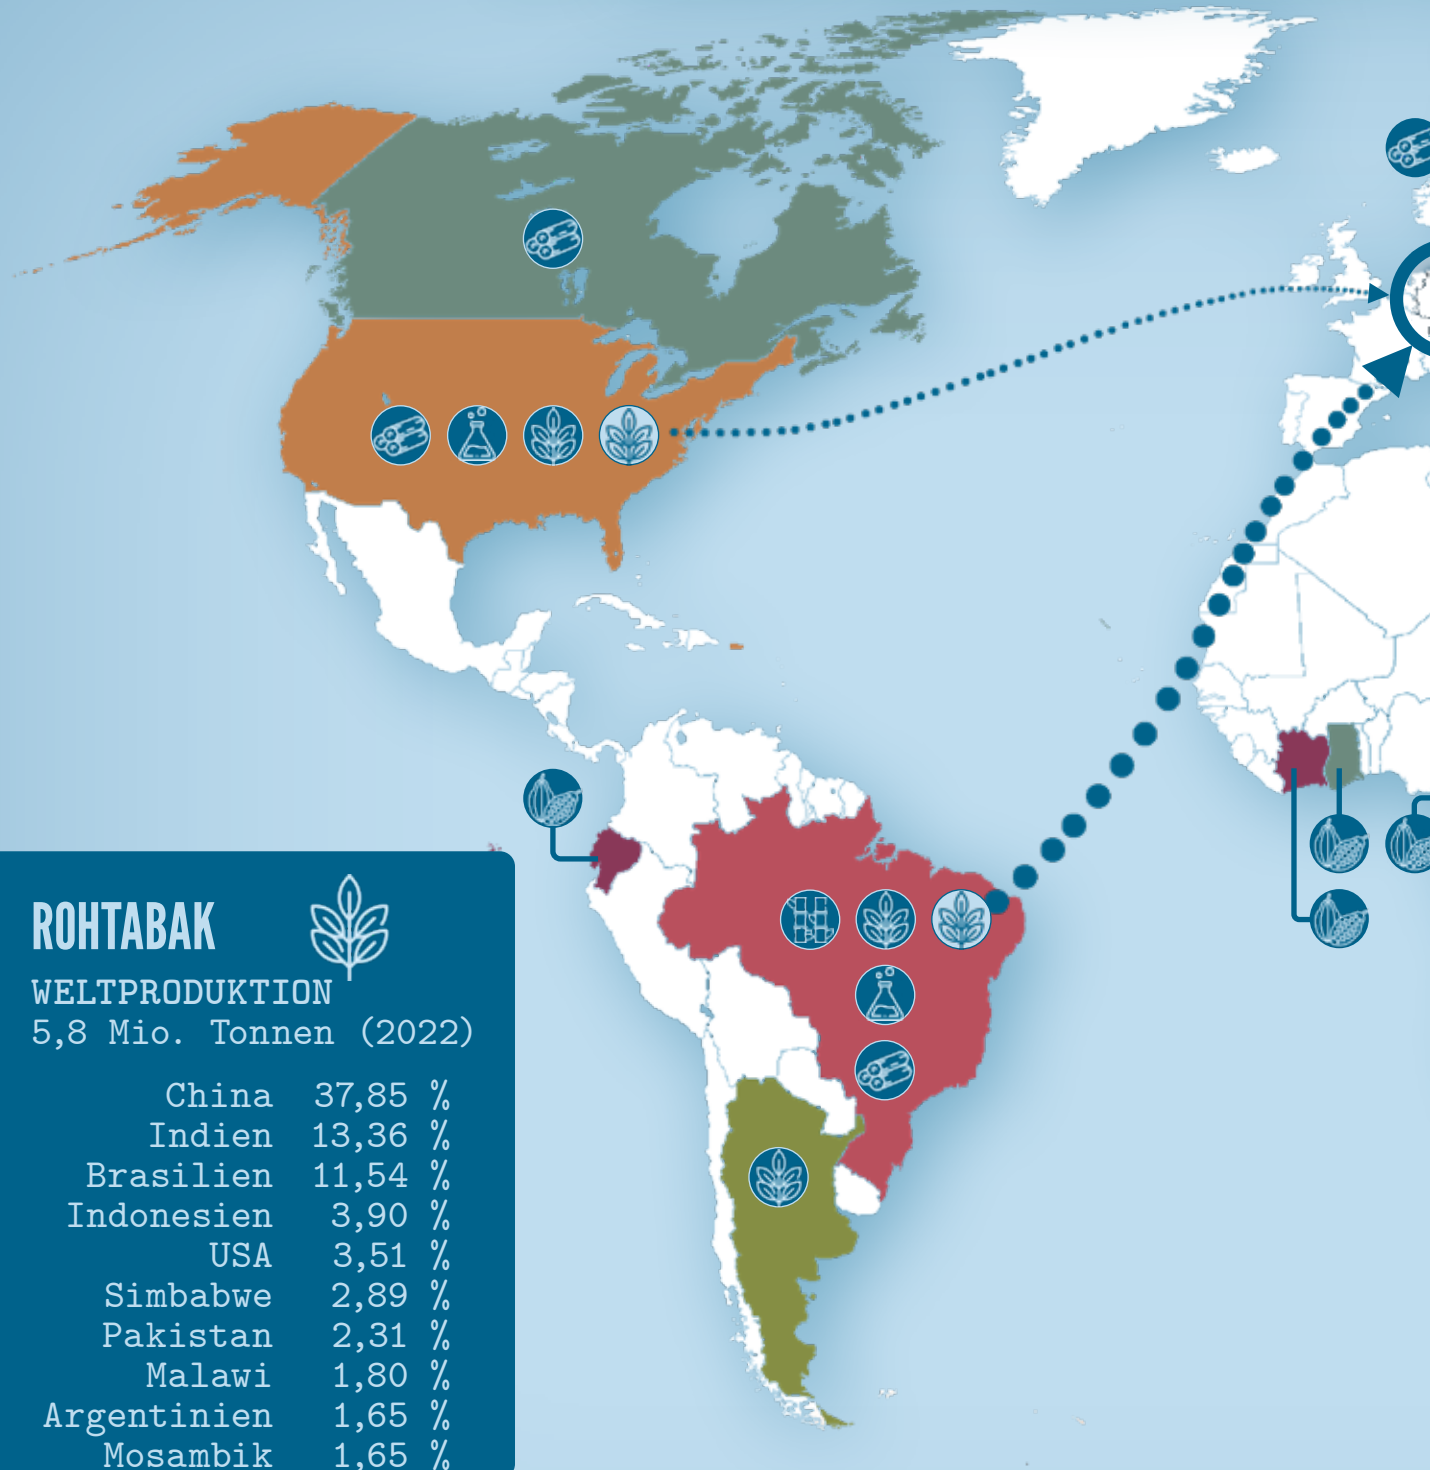 ROHTABAK
WELTPRODUKTION
5,8 Mio. Tonnen (2022)
China 37,85 %
Indien 13,36 %
Brasilien 11,54 %
Indonesien 3,90 %
USA 3,51 %
Simbabwe 2,89 %
Pakistan 2,31 %
Malawi 1,80 %
Argentinien 1,65 %
Mosambik 1,65 %